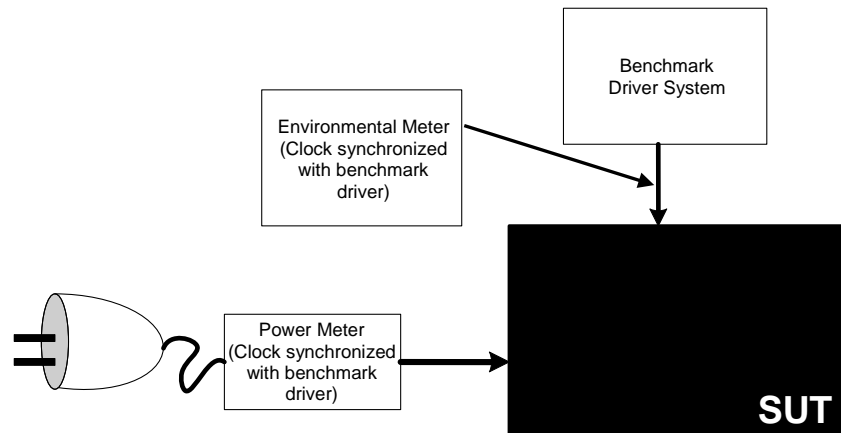 Benchmark
Driver System
Environmental Meter
(Clock synchronized
with benchmark
driver)
Power Meter
(Clock synchronized
with benchmark
driver)
SUT